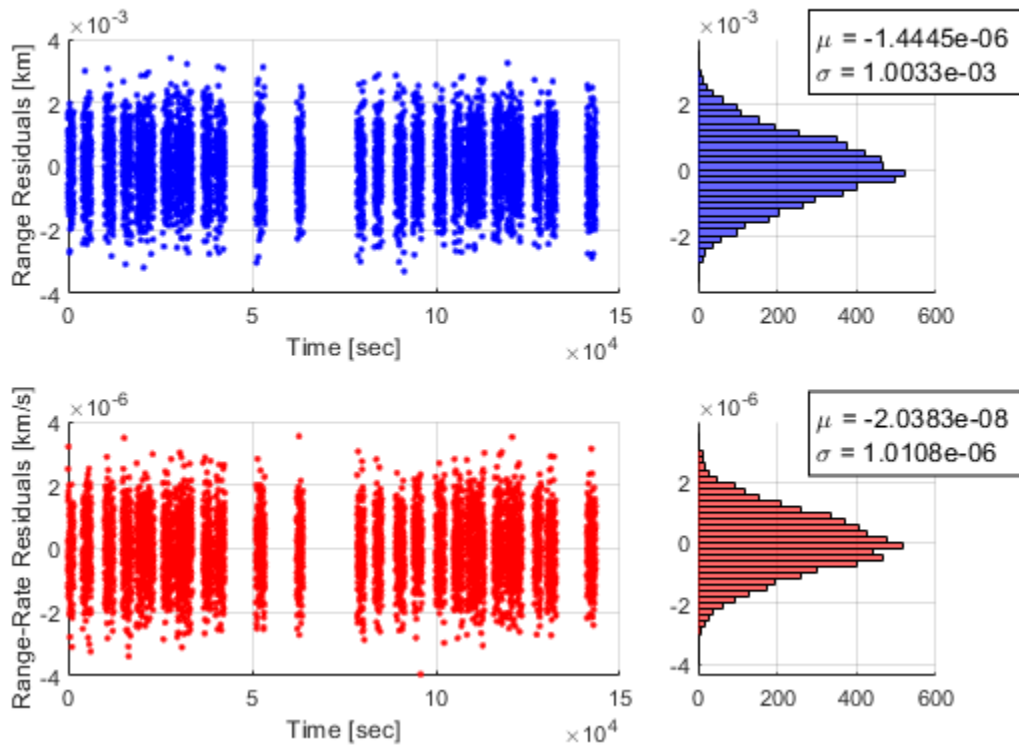 ×10⁻³
Range Residuals [km]
4
2
0
-2
-4
0 5 10 15
Time [sec]
×10⁴
×10⁻³
μ = -1.4445e-06
σ = 1.0033e-03
2
0
-2
0 200 400 600
×10⁻⁶
Range-Rate Residuals [km/s]
4
2
0
-2
-4
0 5 10 15
Time [sec]
×10⁴
×10⁻⁶
μ = -2.0383e-08
σ = 1.0108e-06
2
0
-2
-4
0 200 400 600